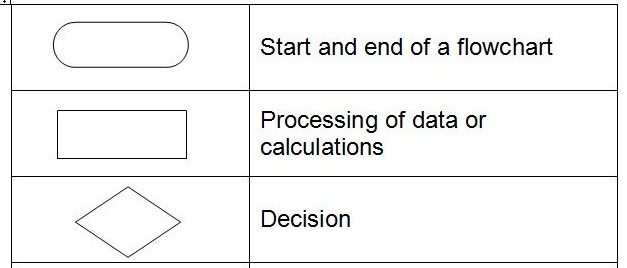 Start and end of a flowchart
Processing of data or
calculations
Decision